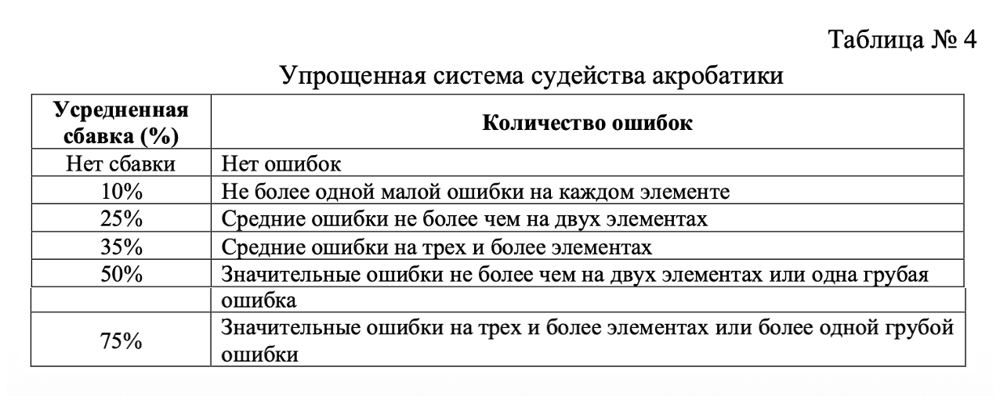 Таблица № 4
Упрощенная система судейства акробатики
Усредненная
сбавка (%)
Количество ошибок
Нет сбавки
Нет ошибок
10%
Не более одной малой ошибки на каждом элементе
25%
Средние ошибки не более чем на двух элементах
35%
Средние ошибки на трех и более элементах
50%
Значительные ошибки не более чем на двух элементах или одна грубая
ошибка
75%
Значительные ошибки на трех и более элементах или более одной грубой
ошибки